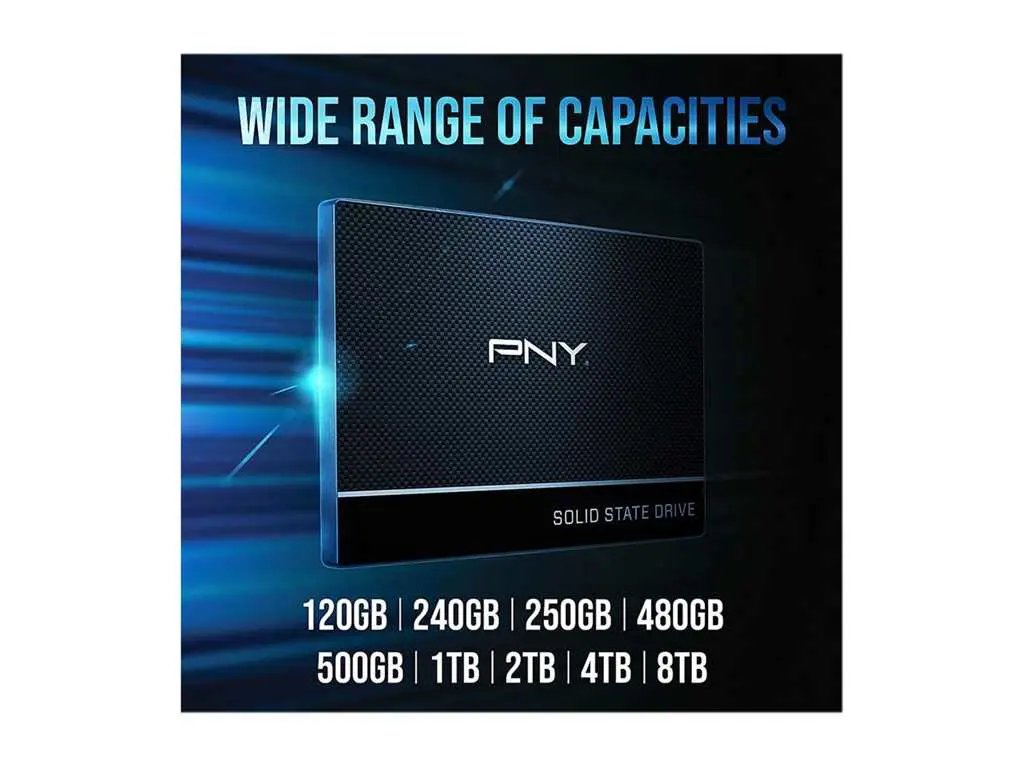 WIDE RANGE OF CAPACITIES
PNY
SOLID STATE DRIVE
120GB | 240GB | 250GB | 480GB
500GB | 1TB | 2TB | 4TB | 8TB